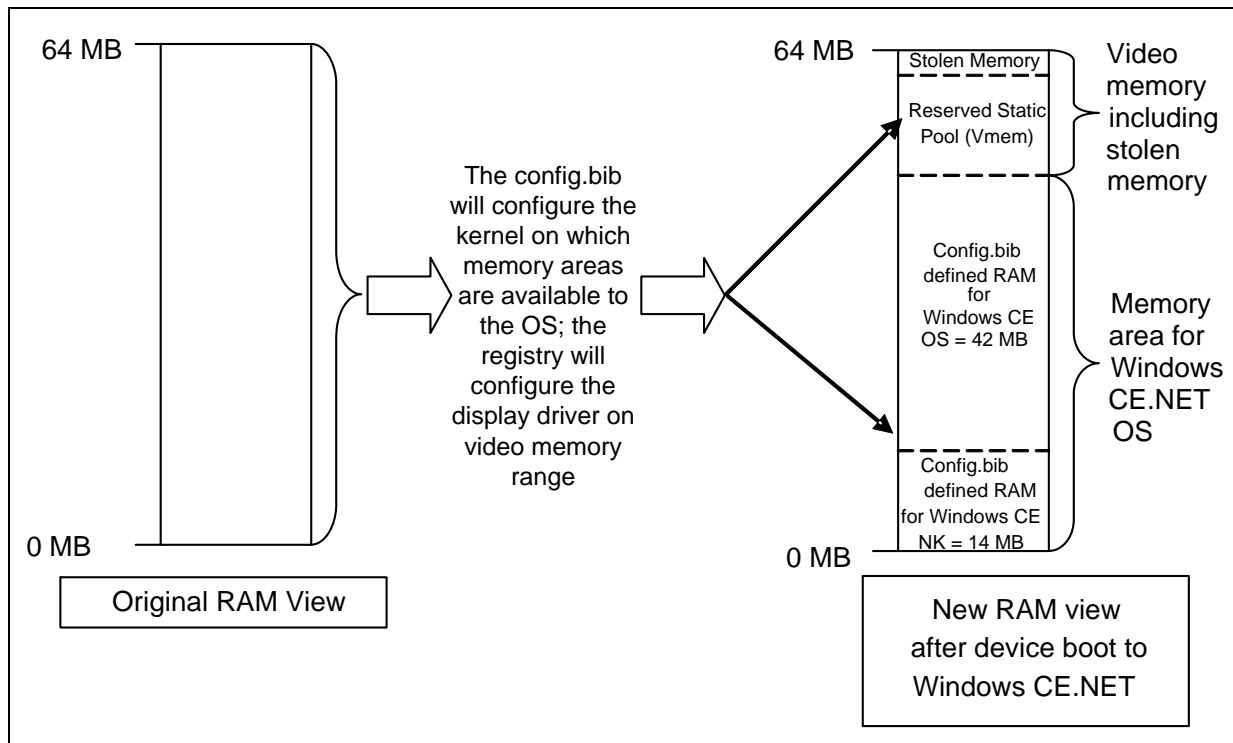 64 MB
0 MB
Original RAM View
The config.bib
will configure the
kernel on which
memory areas
are available to
the OS; the
registry will
configure the
display driver on
video memory
range
64 MB
Stolen Memory
Reserved Static
Pool (Vmem)
Config.bib
defined RAM
for
Windows CE
OS = 42 MB
Config.bib
defined RAM
for Windows CE
NK = 14 MB
0 MB
Video
memory
including
stolen
memory
Memory
area for
Windows
CE.NET
OS
New RAM view
after device boot to
Windows CE.NET